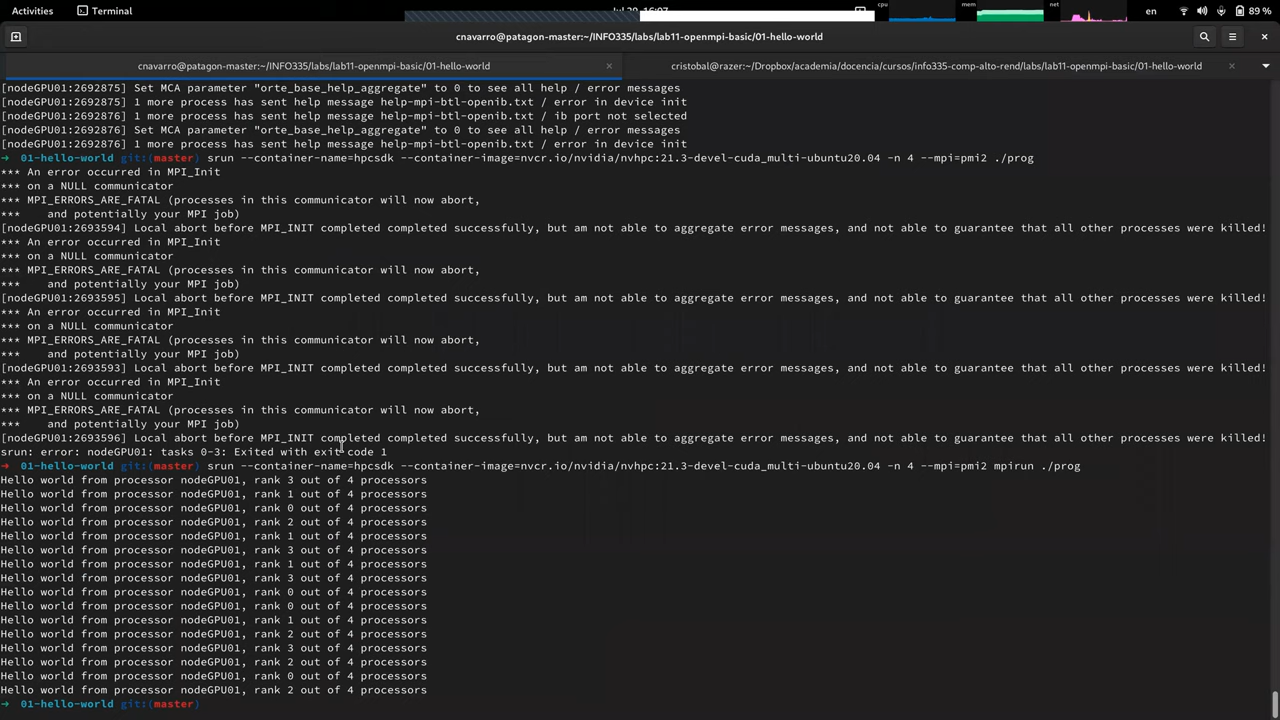 Activities
Terminal
Jul 20 16:07
cpu
mem
net
en
89 %
cnavarro@patagon-master:~/INFO335/labs/lab11-openmpi-basic/01-hello-world
cnavarro@patagon-master:~/INFO335/labs/lab11-openmpi-basic/01-hello-world
cristobal@razer:~/Dropbox/academia/docencia/cursos/info335-comp-alto-rend/labs/lab11-openmpi-basic/01-hello-world
[nodeGPU01:2692875] Set MCA parameter "orte_base_help_aggregate" to 0 to see all help / error messages
[nodeGPU01:2692875] 1 more process has sent help message help-mpi-btl-openib.txt / error in device init
[nodeGPU01:2692876] 1 more process has sent help message help-mpi-btl-openib.txt / ib port not selected
[nodeGPU01:2692876] Set MCA parameter "orte_base_help_aggregate" to 0 to see all help / error messages
[nodeGPU01:2692876] 1 more process has sent help message help-mpi-btl-openib.txt / error in device init
→ 01-hello-world git:(master) srun --container-name=hpcsdk --container-image=nvcr.io/nvidia/nvhpc:21.3-devel-cuda_multi-ubuntu20.04 -n 4 --mpi=pmi2 ./prog
*** An error occurred in MPI_Init
*** on a NULL communicator
*** MPI_ERRORS_ARE_FATAL (processes in this communicator will now abort,
***    and potentially your MPI job)
[nodeGPU01:2693594] Local abort before MPI_INIT completed completed successfully, but am not able to aggregate error messages, and not able to guarantee that all other processes were killed!
*** An error occurred in MPI_Init
*** on a NULL communicator
*** MPI_ERRORS_ARE_FATAL (processes in this communicator will now abort,
***    and potentially your MPI job)
[nodeGPU01:2693595] Local abort before MPI_INIT completed completed successfully, but am not able to aggregate error messages, and not able to guarantee that all other processes were killed!
*** An error occurred in MPI_Init
*** on a NULL communicator
*** MPI_ERRORS_ARE_FATAL (processes in this communicator will now abort,
***    and potentially your MPI job)
[nodeGPU01:2693593] Local abort before MPI_INIT completed completed successfully, but am not able to aggregate error messages, and not able to guarantee that all other processes were killed!
*** An error occurred in MPI_Init
*** on a NULL communicator
*** MPI_ERRORS_ARE_FATAL (processes in this communicator will now abort,
***    and potentially your MPI job)
[nodeGPU01:2693596] Local abort before MPI_INIT completed completed successfully, but am not able to aggregate error messages, and not able to guarantee that all other processes were killed!
srun: error: nodeGPU01: tasks 0-3: Exited with exit code 1
→ 01-hello-world git:(master) srun --container-name=hpcsdk --container-image=nvcr.io/nvidia/nvhpc:21.3-devel-cuda_multi-ubuntu20.04 -n 4 --mpi=pmi2 mpirun ./prog
Hello world from processor nodeGPU01, rank 3 out of 4 processors
Hello world from processor nodeGPU01, rank 1 out of 4 processors
Hello world from processor nodeGPU01, rank 0 out of 4 processors
Hello world from processor nodeGPU01, rank 2 out of 4 processors
Hello world from processor nodeGPU01, rank 1 out of 4 processors
Hello world from processor nodeGPU01, rank 3 out of 4 processors
Hello world from processor nodeGPU01, rank 1 out of 4 processors
Hello world from processor nodeGPU01, rank 3 out of 4 processors
Hello world from processor nodeGPU01, rank 0 out of 4 processors
Hello world from processor nodeGPU01, rank 0 out of 4 processors
Hello world from processor nodeGPU01, rank 1 out of 4 processors
Hello world from processor nodeGPU01, rank 2 out of 4 processors
Hello world from processor nodeGPU01, rank 3 out of 4 processors
Hello world from processor nodeGPU01, rank 2 out of 4 processors
Hello world from processor nodeGPU01, rank 0 out of 4 processors
Hello world from processor nodeGPU01, rank 2 out of 4 processors
→ 01-hello-world git:(master)